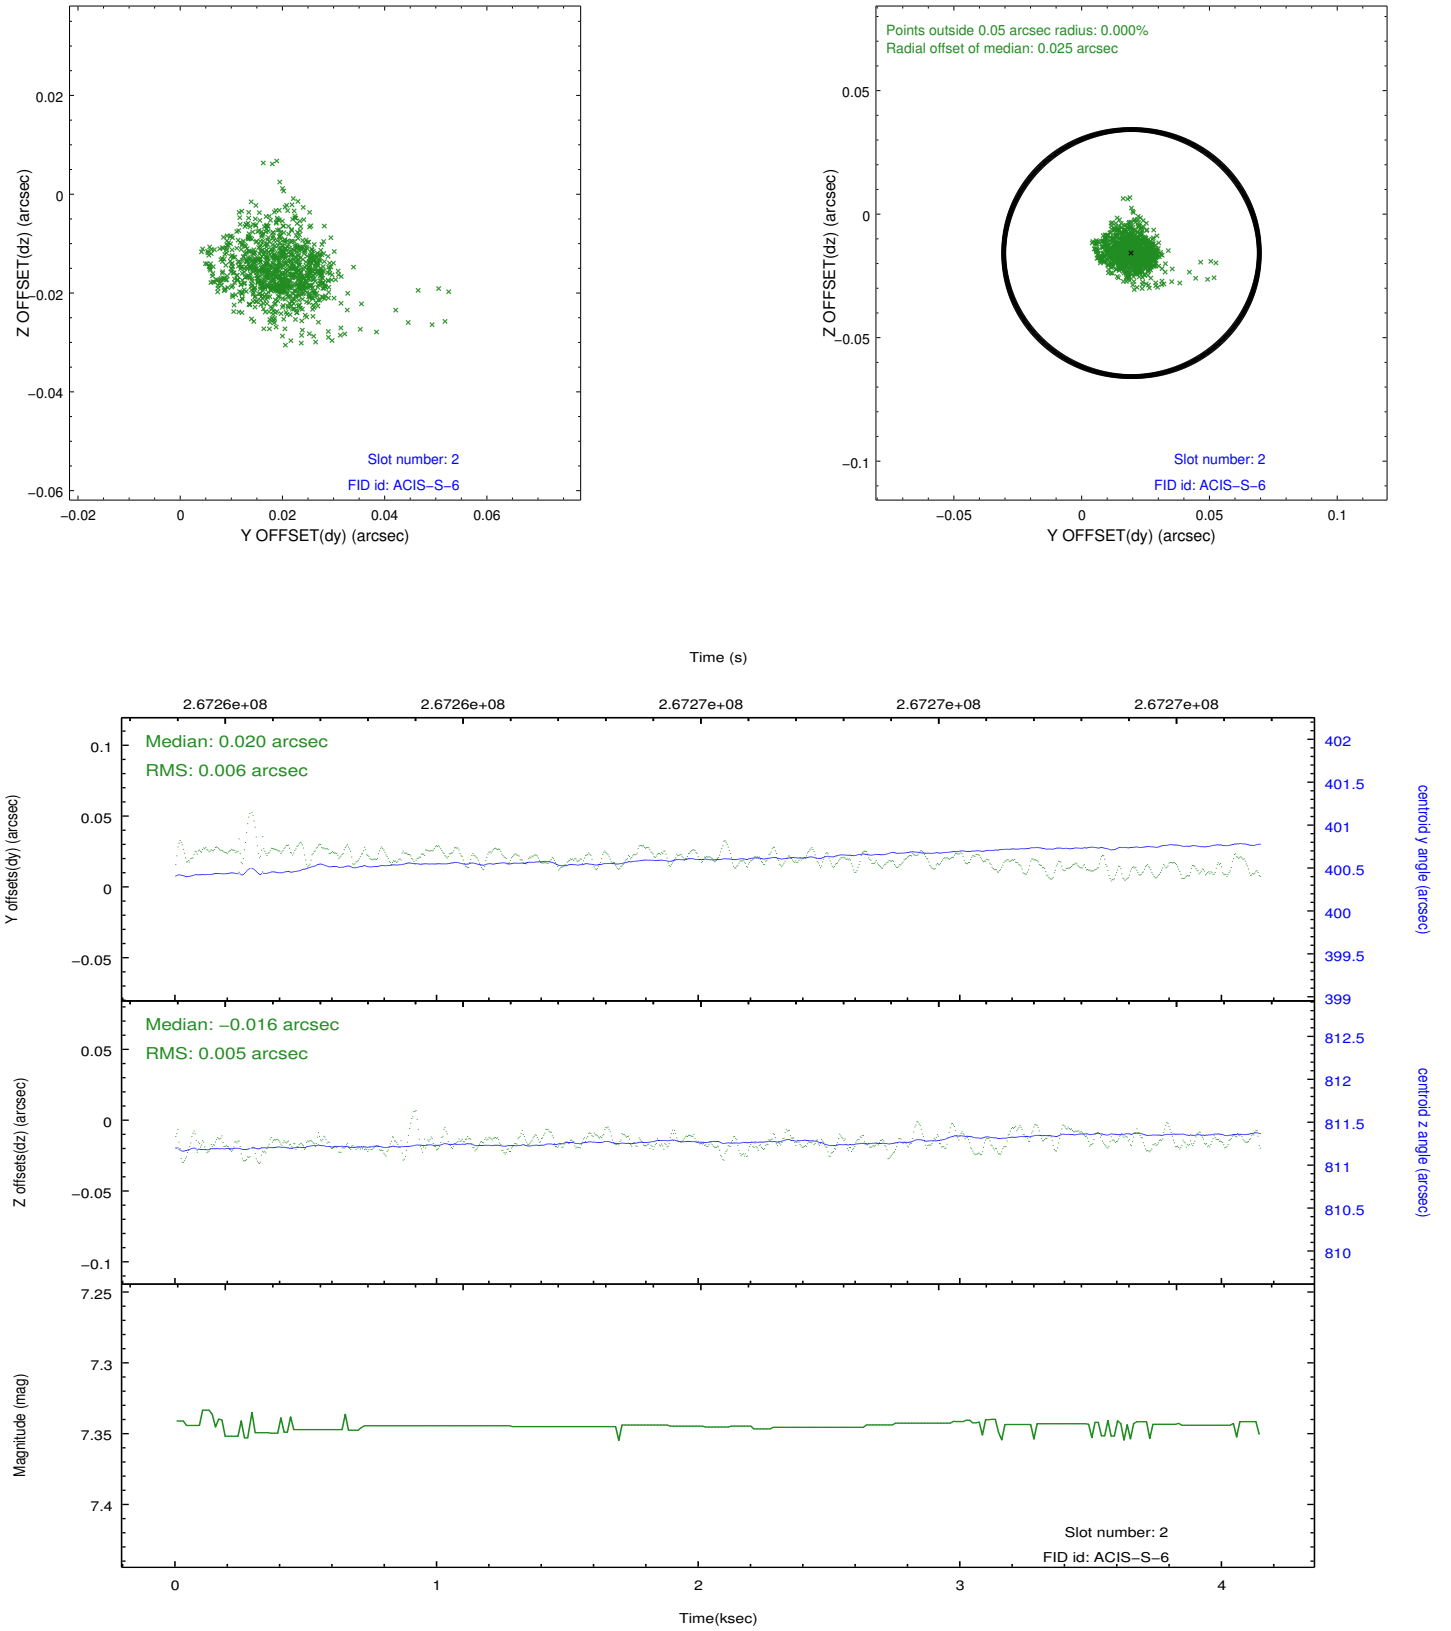 0.02
0
−0.02
−0.04
−0.06
−0.02
0
0.02
0.04
0.06
Z OFFSET(dz) (arcsec)
Y OFFSET(dy) (arcsec)
Slot number: 2
FID id: ACIS−S−6
Points outside 0.05 arcsec radius: 0.000%
Radial offset of median: 0.025 arcsec
0.05
0
−0.05
−0.1
−0.05
0
0.05
0.1
Z OFFSET(dz) (arcsec)
Y OFFSET(dy) (arcsec)
Slot number: 2
FID id: ACIS−S−6
Time (s)
2.6726e+08
2.6726e+08
2.6727e+08
2.6727e+08
2.6727e+08
Median: 0.020 arcsec
RMS: 0.006 arcsec
0.1
0.05
0
−0.05
Y offsets(dy) (arcsec)
402
401.5
401
400.5
400
399.5
399
centroid y angle (arcsec)
Median: −0.016 arcsec
RMS: 0.005 arcsec
0.05
0
−0.05
−0.1
Z offsets(dz) (arcsec)
812.5
812
811.5
811
810.5
810
centroid z angle (arcsec)
7.25
7.3
7.35
7.4
Magnitude (mag)
Slot number: 2
FID id: ACIS−S−6
0
1
2
3
4
Time(ksec)